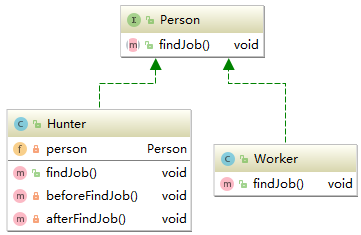 I Person
m findJob() void
C Hunter
f person Person
m findJob() void
m beforeFindJob() void
m afterFindJob() void
C Worker
m findJob() void